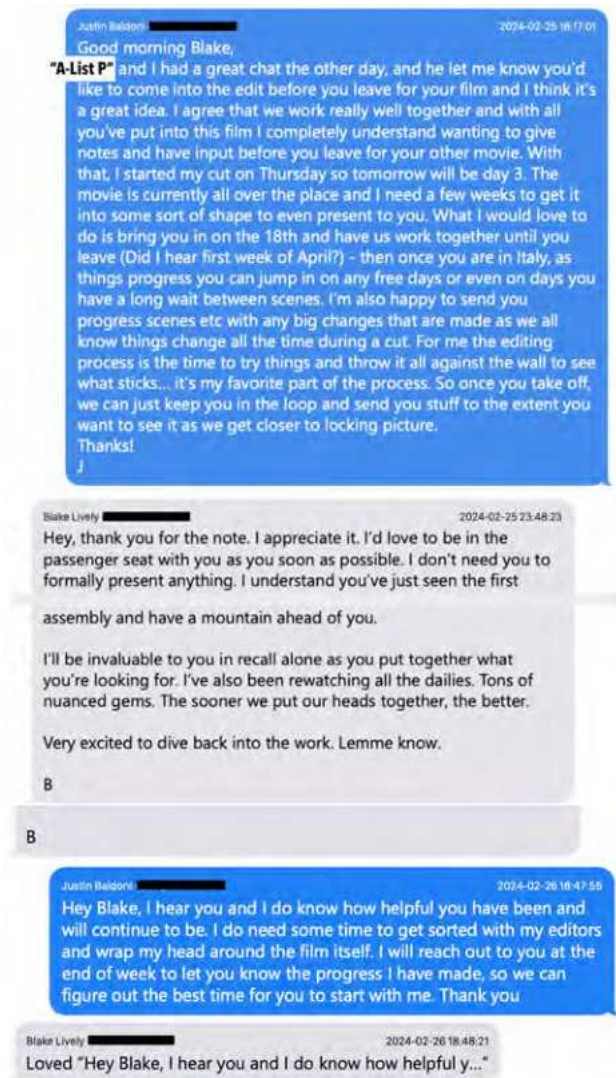 Justin Baldoni 2024-02-25 16:17:01
Good morning Blake,
"A-List P" and I had a great chat the other day, and he let me know you'd
like to come into the edit before you leave for your film and I think it's
a great idea. I agree that we work really well together and with all
you've put into this film I completely understand wanting to give
notes and have input before you leave for your other movie. With
that, I started my cut on Thursday so tomorrow will be day 3. The
movie is currently all over the place and I need a few weeks to get it
into some sort of shape to even present to you. What I would love to
do is bring you in on the 18th and have us work together until you
leave (Did I hear first week of April?) - then once you are in Italy, as
things progress you can jump in on any free days or even on days you
have a long wait between scenes. I'm also happy to send you
progress scenes etc with any big changes that are made as we all
know things change all the time during a cut. For me the editing
process is the time to try things and throw it all against the wall to see
what sticks... it's my favorite part of the process. So once you take off,
we can just keep you in the loop and send you stuff to the extent you
want to see it as we get closer to locking picture.
Thanks!
J
Blake Lively 2024-02-25 23:48:23
Hey, thank you for the note. I appreciate it. I'd love to be in the
passenger seat with you as you soon as possible. I don't need you to
formally present anything. I understand you've just seen the first
assembly and have a mountain ahead of you.
I'll be invaluable to you in recall alone as you put together what
you're looking for. I've also been rewatching all the dailies. Tons of
nuanced gems. The sooner we put our heads together, the better.
Very excited to dive back into the work. Lemme know.
B
B
Justin Baldoni 2024-02-26 18:47:55
Hey Blake, I hear you and I do know how helpful you have been and
will continue to be. I do need some time to get sorted with my editors
and wrap my head around the film itself. I will reach out to you at the
end of week to let you know the progress I have made, so we can
figure out the best time for you to start with me. Thank you
Blake Lively 2024-02-26 18:48:21
Loved "Hey Blake, I hear you and I do know how helpful y..."